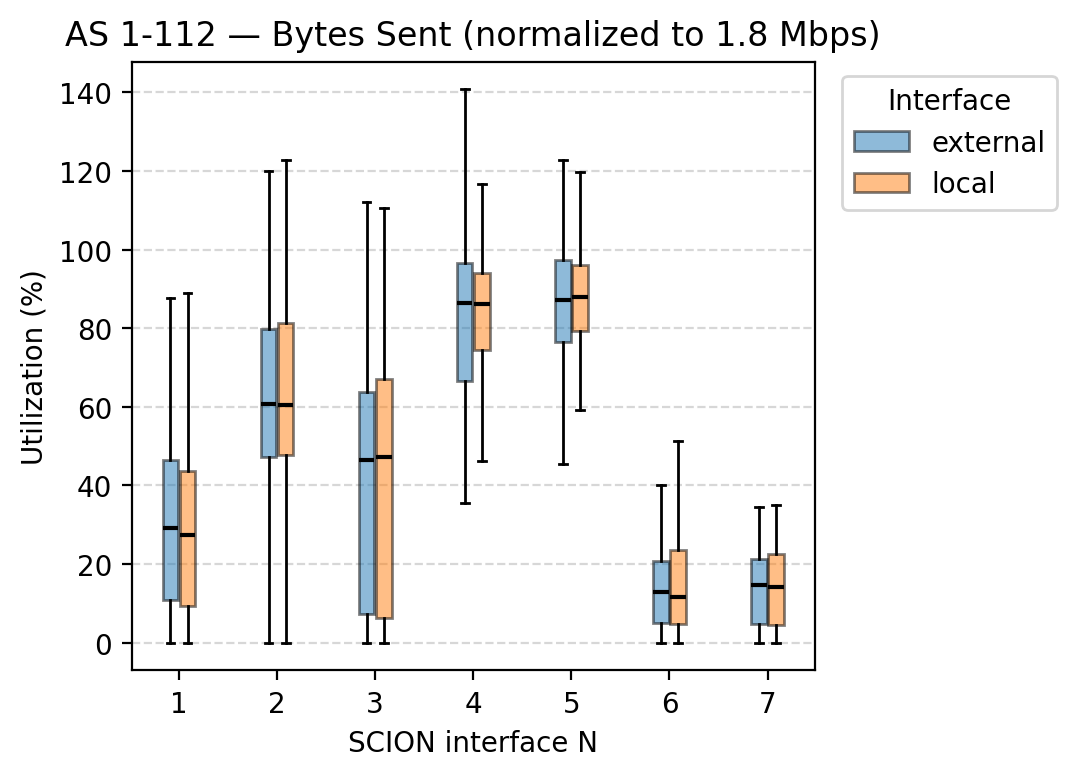 AS 1-112 — Bytes Sent (normalized to 1.8 Mbps)
Interface
external
local
Utilization (%)
140
120
100
80
60
40
20
0
1 2 3 4 5 6 7
SCION interface N